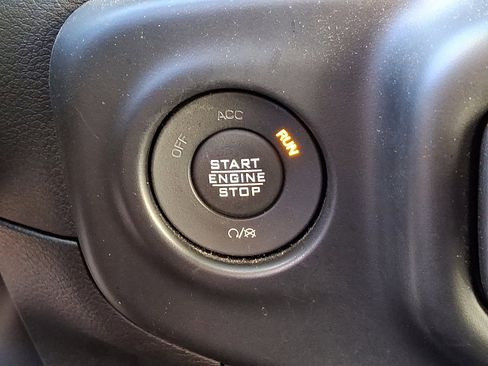 ACC
OFF
RUN
START
ENGINE
STOP